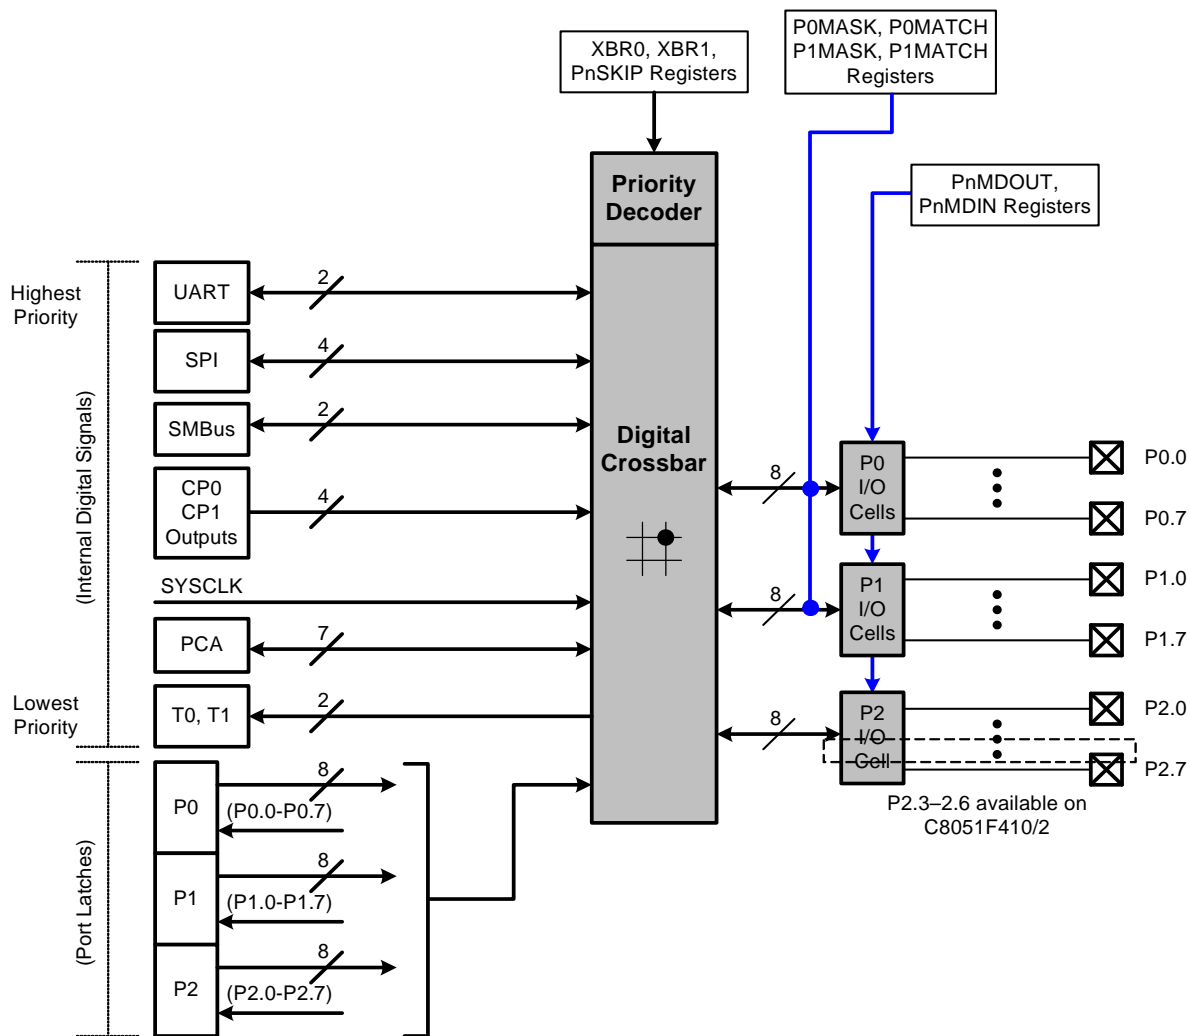 XBR0, XBR1,
PnSKIP Registers
P0MASK, P0MATCH
P1MASK, P1MATCH
Registers
Priority
Decoder
PnMDOUT,
PnMDIN Registers
Highest
Priority
(Internal Digital Signals)
UART
2
SPI
4
SMBus
2
Digital
Crossbar
CP0
CP1
Outputs
4
SYSCLK
PCA
7
Lowest
Priority
T0, T1
2
8
P0
I/O
Cells
P0.0
P0.7
8
P1
I/O
Cells
P1.0
P1.7
8
P2
I/O
Cell
P2.0
P2.7
P2.3–2.6 available on
C8051F410/2
(Port Latches)
P0
8
(P0.0-P0.7)
P1
8
(P1.0-P1.7)
P2
8
(P2.0-P2.7)